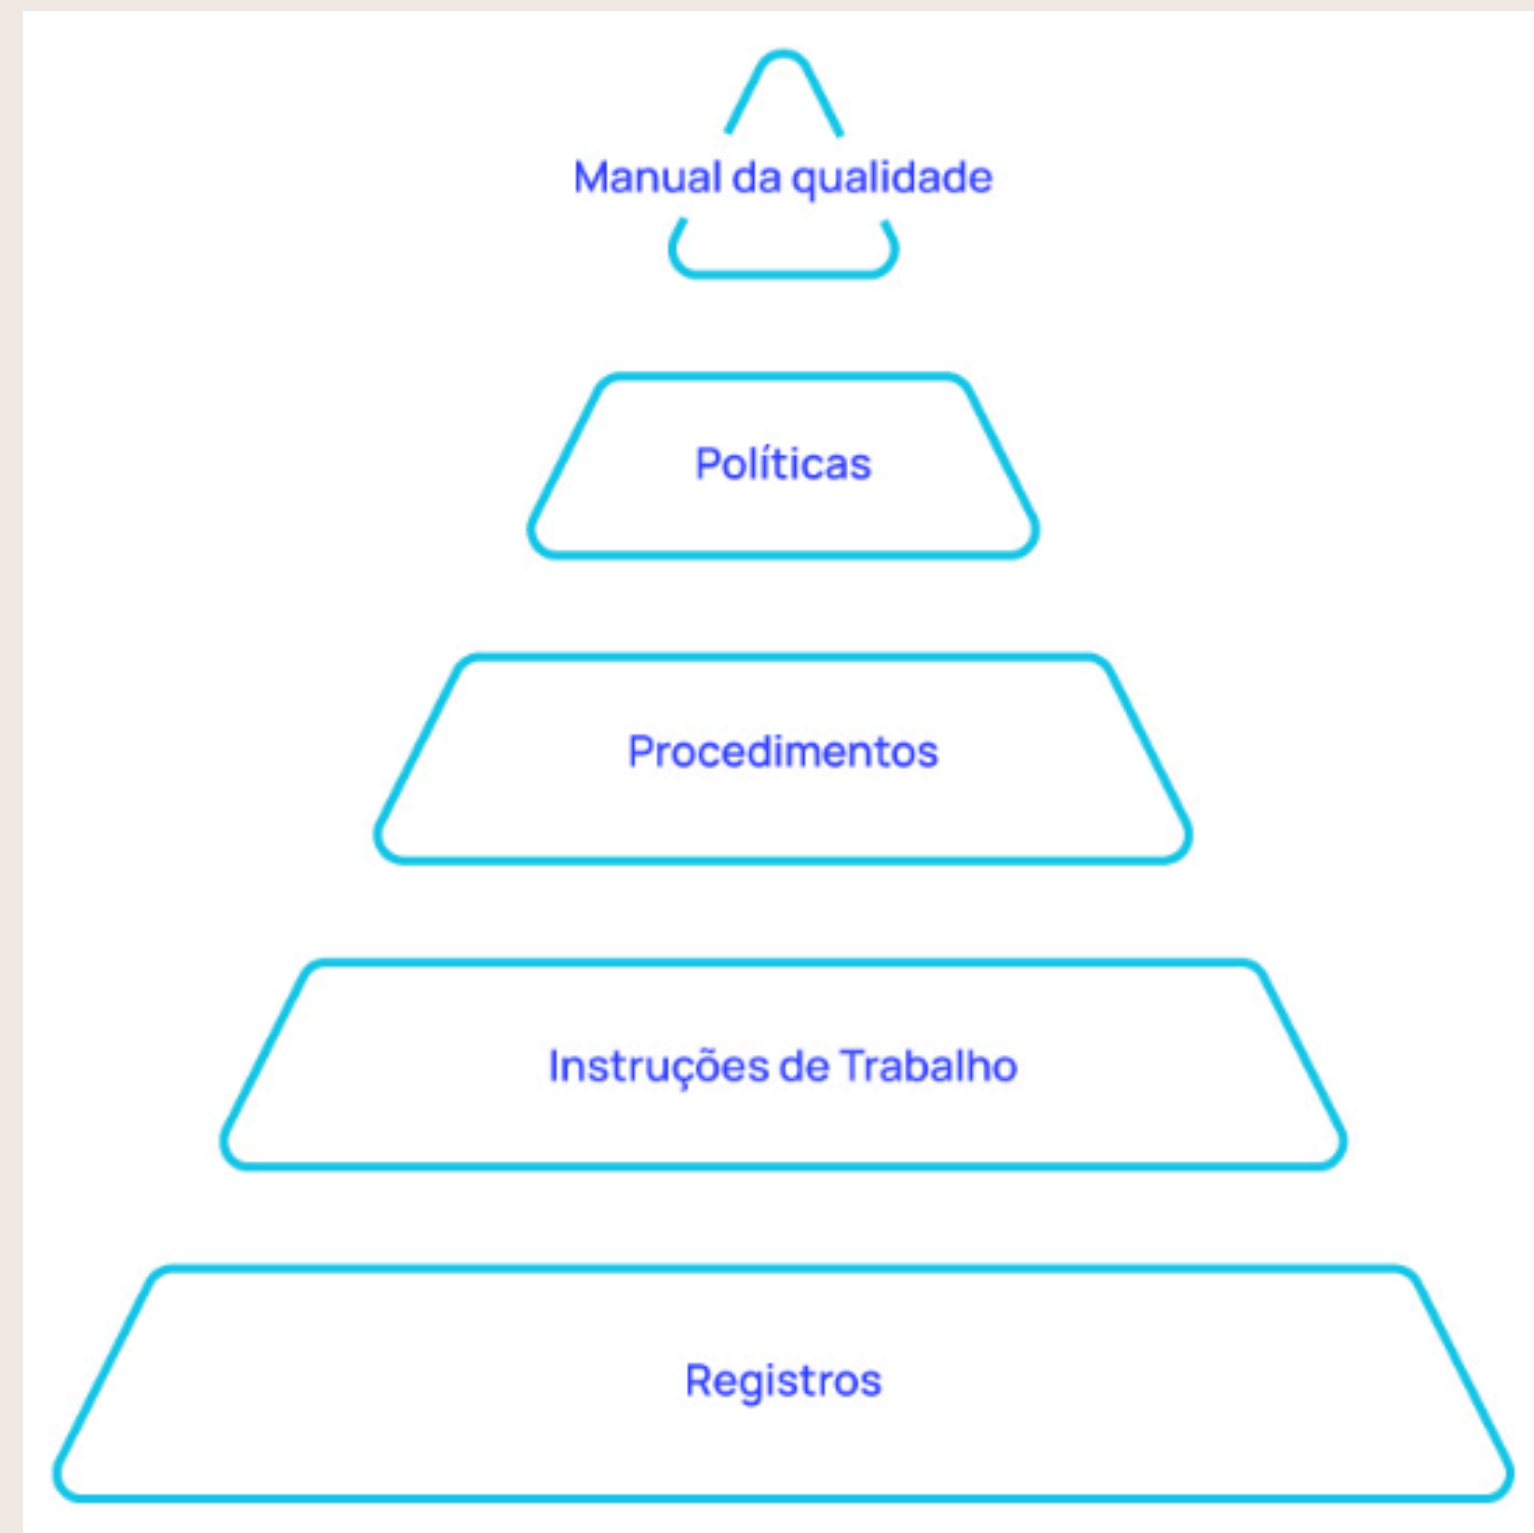 Manual da qualidade
Políticas
Procedimentos
Instruções de Trabalho
Registros